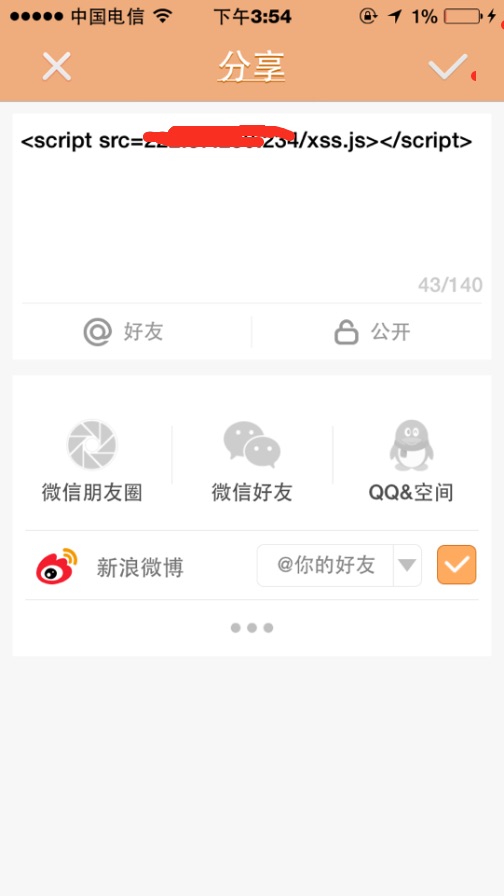 中国电信 下午3:54 1%
分享
<script src=234/xss.js></script>
43/140
@好友 公开
微信朋友圈 微信好友 QQ&空间
新浪微博 @你的好友